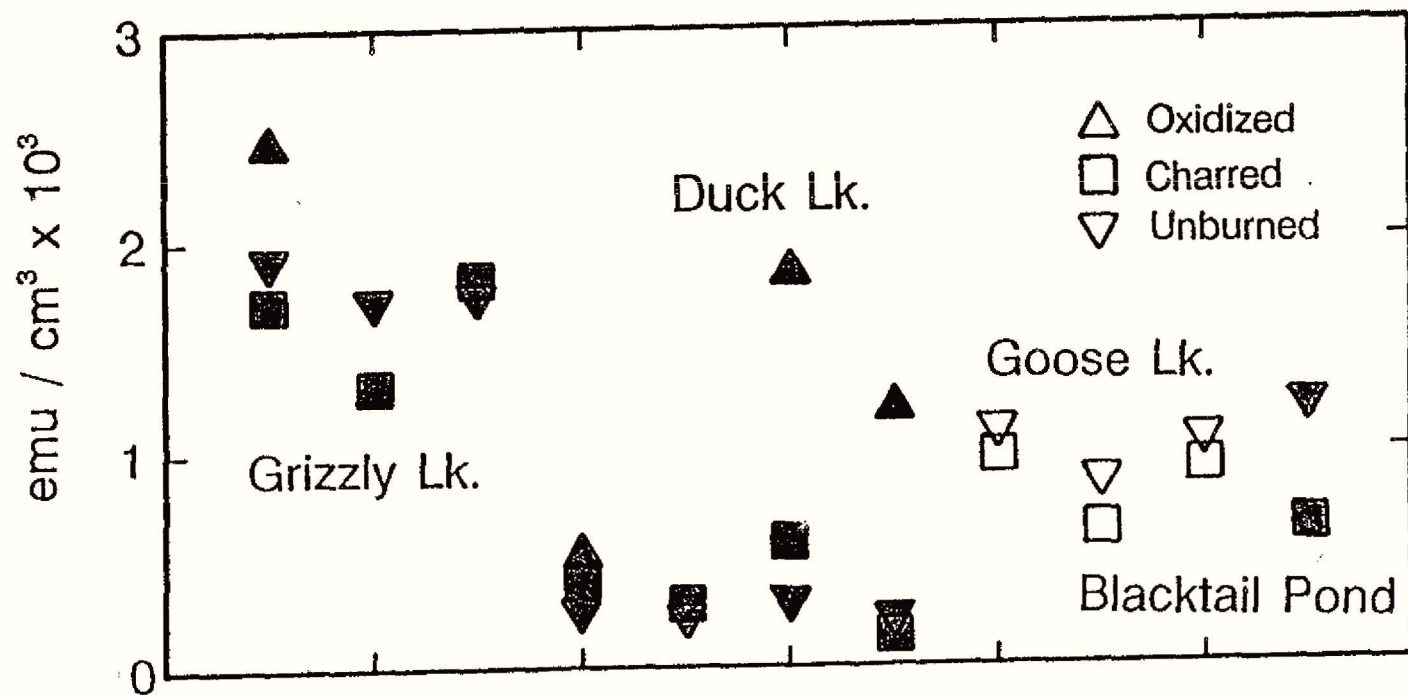 emu / cm³ x 10³
3
2
1
0
Oxidized
Charred
Unburned
Duck Lk.
Goose Lk.
Grizzly Lk.
Blacktail Pond